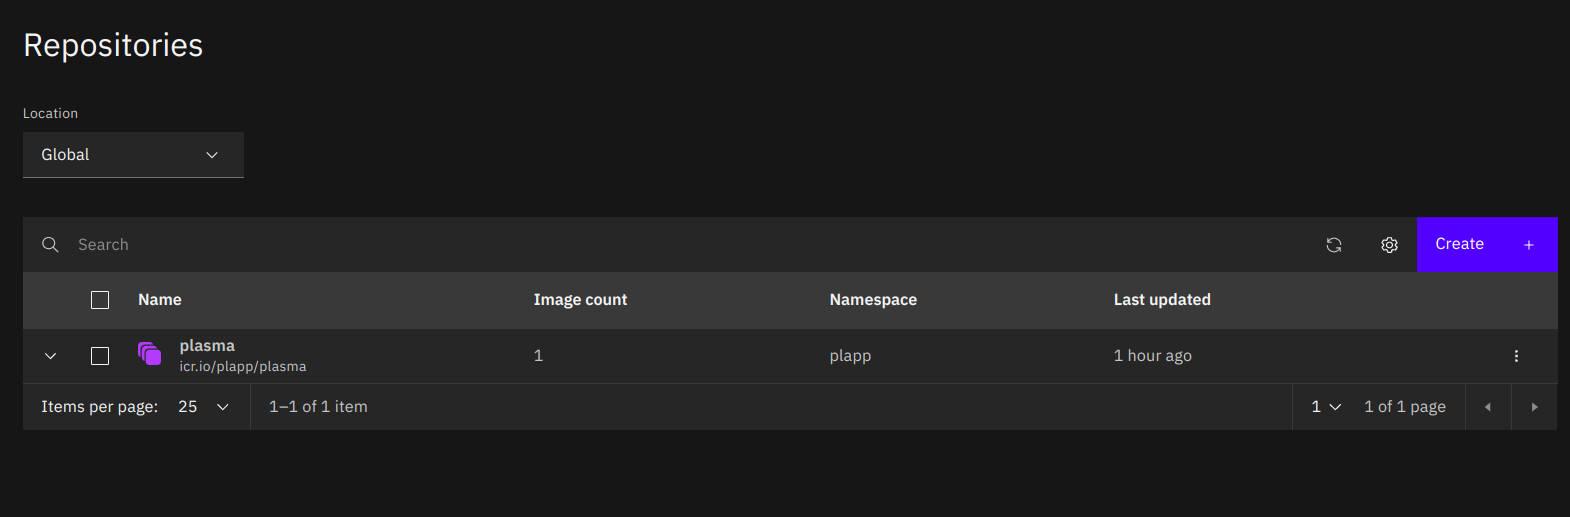 Repositories
Location
Global
Search
Create +
Name Image count Namespace Last updated
plasma
icr.io/plapp/plasma
1 plapp 1 hour ago
Items per page: 25 1–1 of 1 item 1 1 of 1 page